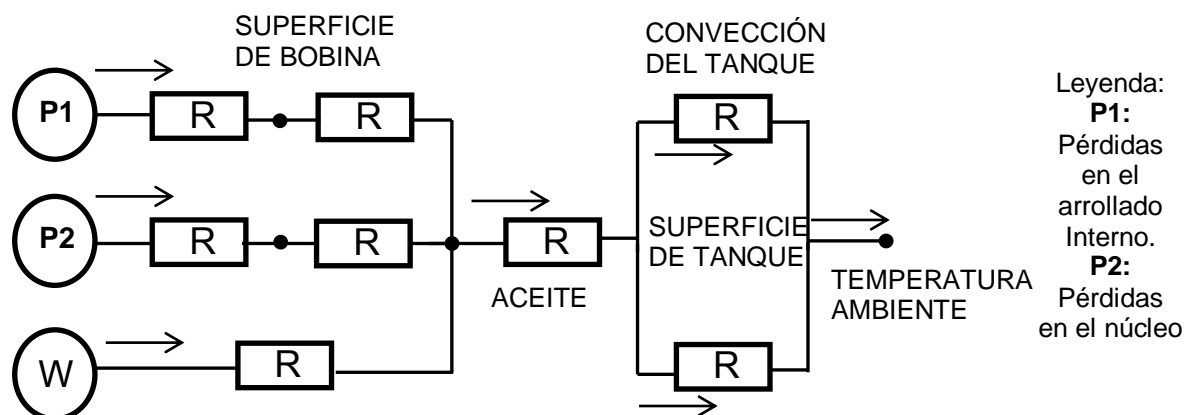 SUPERFICIE
DE BOBINA
CONVECCIÓN
DEL TANQUE
P1
R
R
R
P2
R
R
R
ACEITE
SUPERFICIE
DE TANQUE
TEMPERATURA
AMBIENTE
W
R
R
Leyenda:
P1:
Pérdidas
en el
arrollado
Interno.
P2:
Pérdidas
en el núcleo